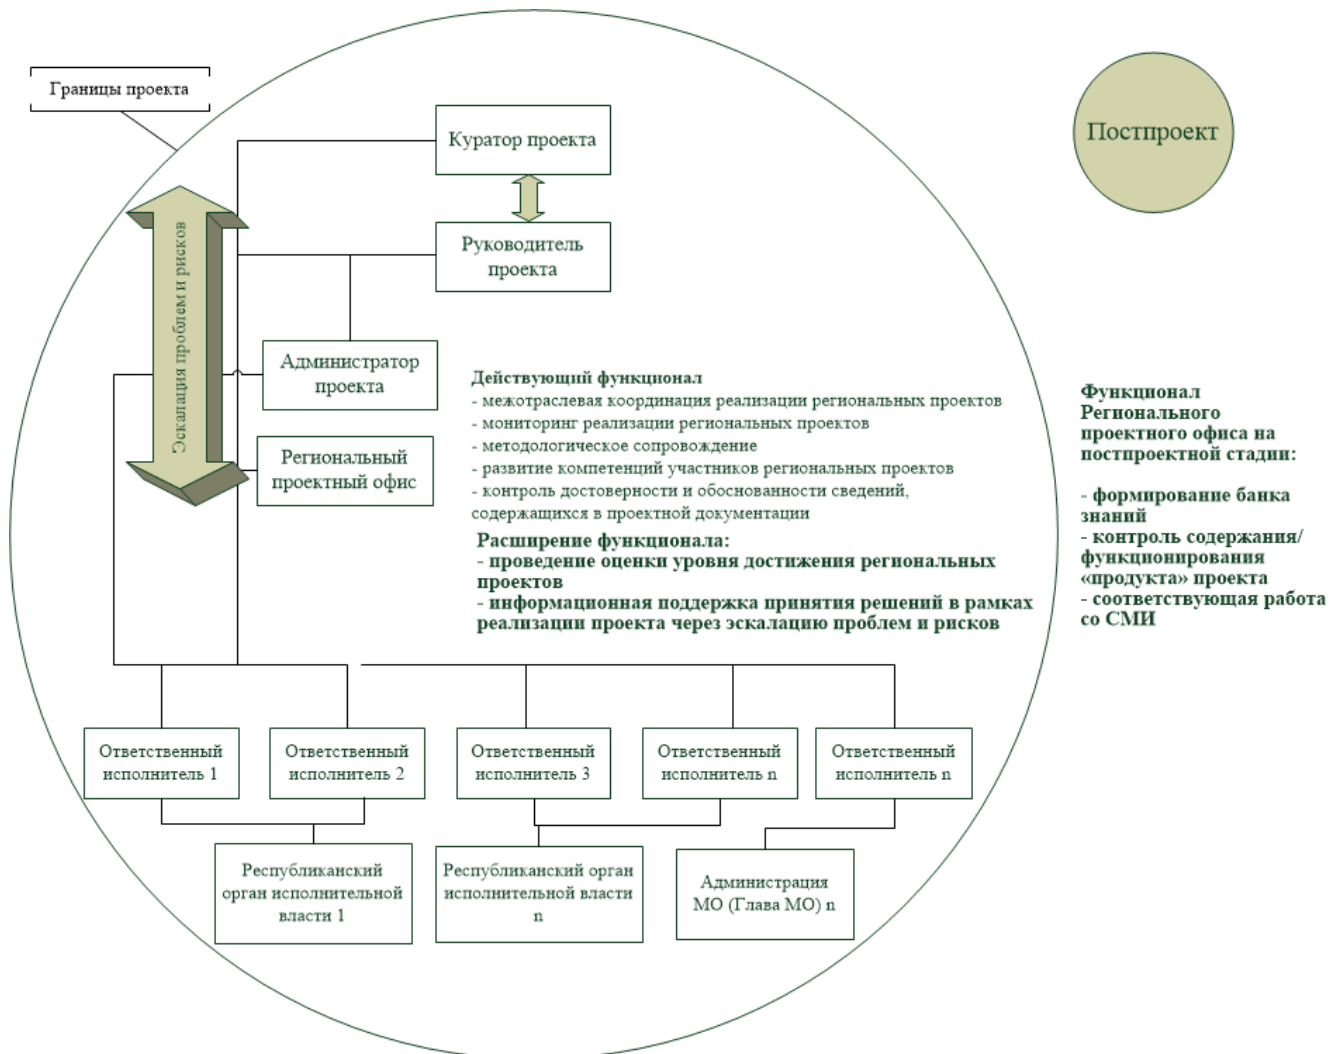 Границы проекта
Куратор проекта
Постпроект
Руководитель
проекта
Эскалация проблем и рисков
Администратор
проекта
Региональный
проектный офис
Действующий функционал
- межотраслевая координация реализации региональных проектов
- мониторинг реализации региональных проектов
- методологическое сопровождение
- развитие компетенций участников региональных проектов
- контроль достоверности и обоснованности сведений,
содержащихся в проектной документации
Расширение функционала:
- проведение оценки уровня достижения региональных
проектов
- информационная поддержка принятия решений в рамках
реализации проекта через эскалацию проблем и рисков
Функционал
Регионального
проектного офиса на
постпроектной стадии:
- формирование банка
знаний
- контроль содержания/
функционирования
«продукта» проекта
- соответствующая работа
со СМИ
Ответственный
исполнитель 1
Ответственный
исполнитель 2
Ответственный
исполнитель 3
Ответственный
исполнитель n
Ответственный
исполнитель n
Республиканский
орган исполнительной
власти 1
Республиканский орган
исполнительной власти
n
Администрация
МО (Глава МО) n